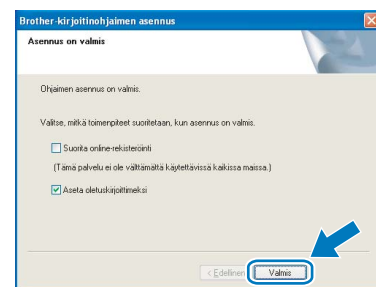 Brother-kirjoitinohjaimen asennus
Asennus on valmis
Ohjaimen asennus on valmis.
Valitse, mitkä toimenpiteet suoritetaan, kun asennus on valmis.
Suorita online-rekisteröinti
(Tämä palvelu ei ole välttämättä käytettävissä kaikissa maissa.)
Aseta oletuskirjoittimeksi
< Edellinen Valmis